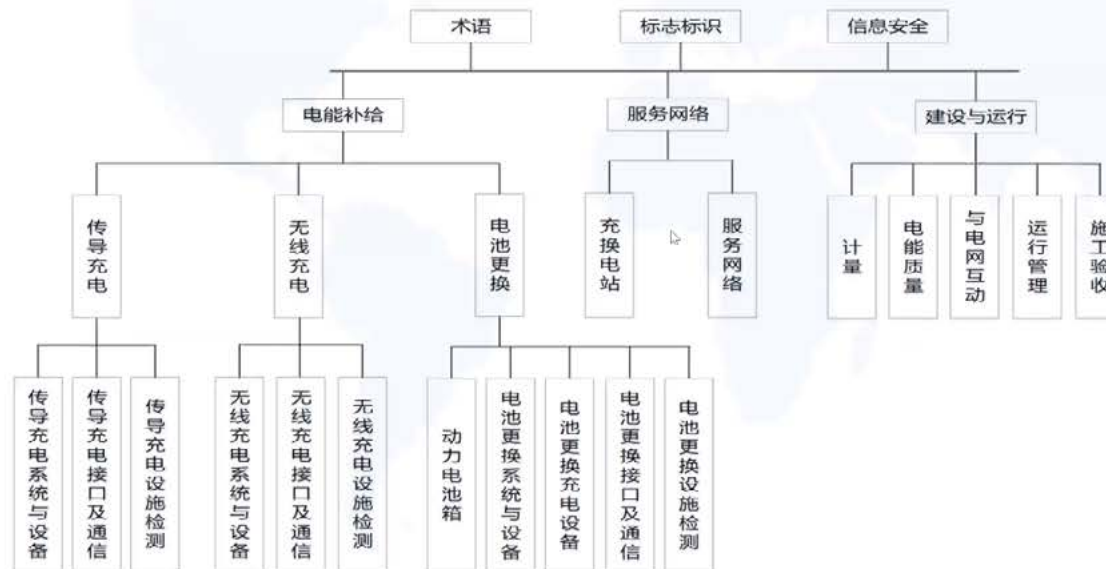 术语
标志标识
信息安全
电能补给
服务网络
建设与运行
传导充电
无线充电
电池更换
充换电站
服务网络
计量
电能质量
与电网互动
运行管理
施工验收
传导充电系统与设备
传导充电接口及通信
传导充电设施检测
无线充电系统与设备
无线充电接口及通信
无线充电设施检测
动力电池箱
电池更换系统与设备
电池更换充电设备
电池更换接口及通信
电池更换设施检测